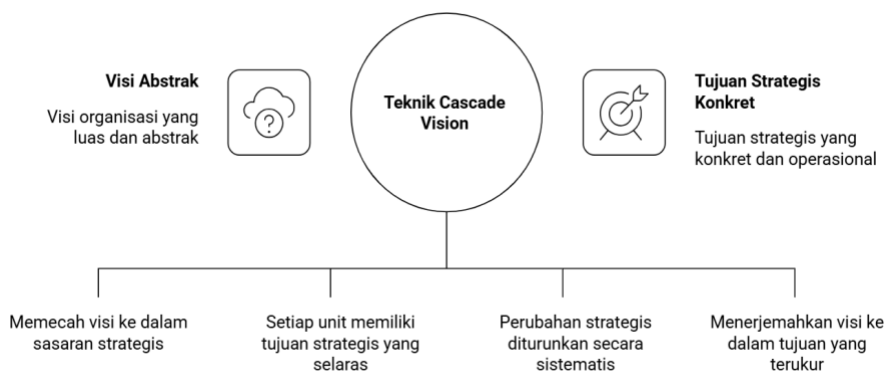 Visi Abstrak
Visi organisasi yang
luas dan abstrak
?
Teknik Cascade
Vision
Tujuan Strategis
Konkret
Tujuan strategis yang
konkret dan operasional
Memecah visi ke dalam
sasaran strategis
Setiap unit memiliki
tujuan strategis yang
selaras
Perubahan strategis
diturunkan secara
sistematis
Menerjemahkan visi ke
dalam tujuan yang
terukur